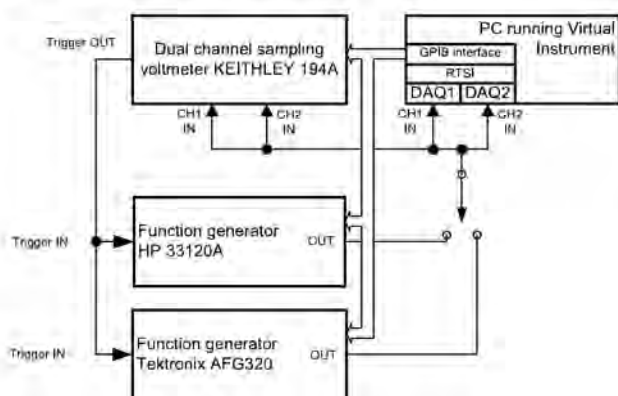 Trigger OUT
Dual channel sampling
voltmeter KEITHLEY 194A
PC running Virtual
Instrument
GPIB interface
RTSI
DAQ1 DAQ2
CH1
IN
CH2
IN
CH1
IN
CH2
IN
Function generator
HP 33120A
OUT
Trigger IN
Function generator
Tektronix AFG320
OUT
Trigger IN